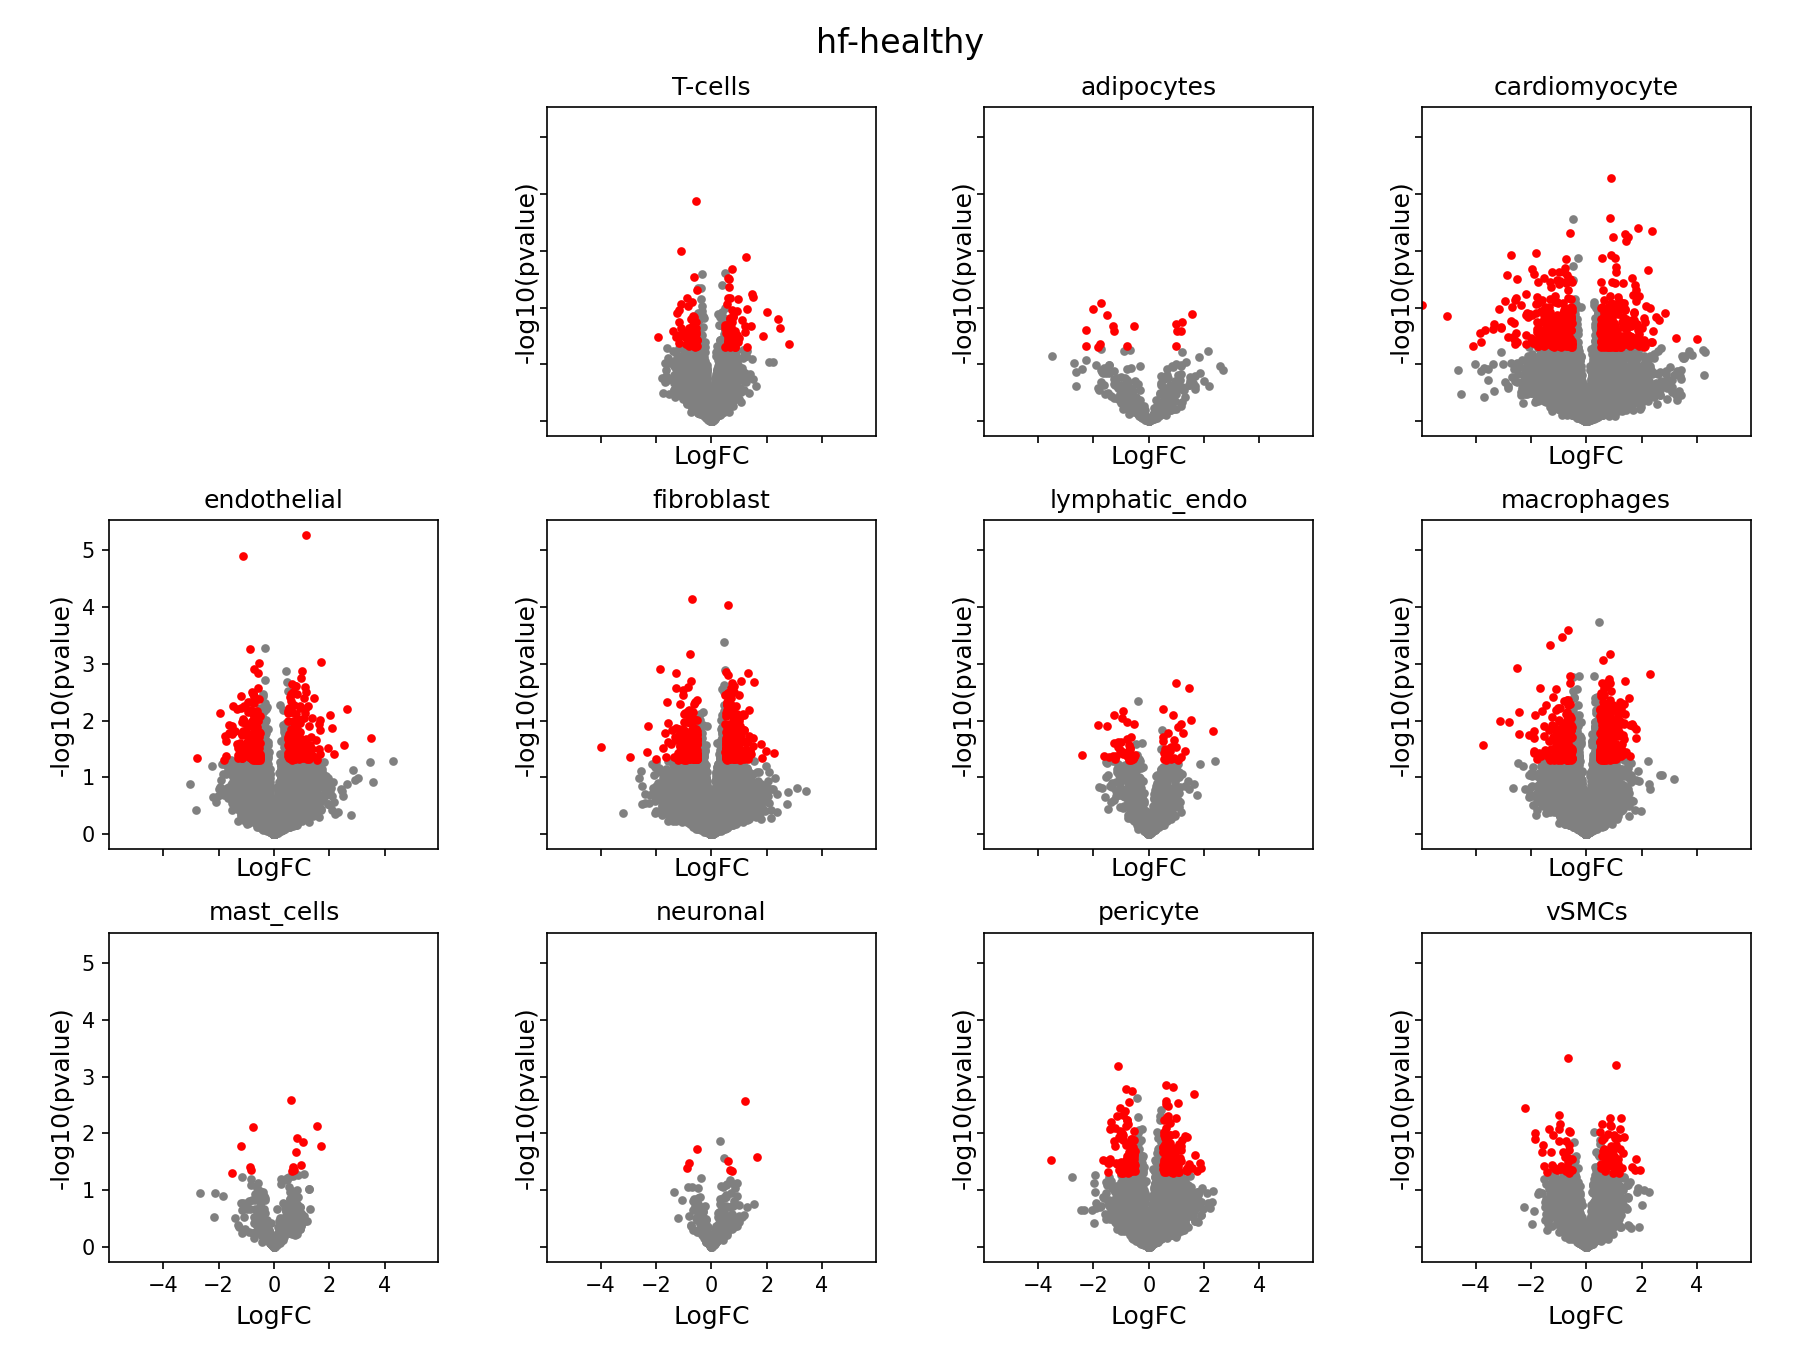 hf-healthy
T-cells
adipocytes
cardiomyocyte
-log10(pvalue)
-log10(pvalue)
-log10(pvalue)
LogFC
LogFC
LogFC
endothelial
fibroblast
lymphatic_endo
macrophages
5
4
3
2
1
0
-log10(pvalue)
-log10(pvalue)
-log10(pvalue)
-log10(pvalue)
LogFC
LogFC
LogFC
LogFC
mast_cells
neuronal
pericyte
vSMCs
5
4
3
2
1
0
-log10(pvalue)
-log10(pvalue)
-log10(pvalue)
-log10(pvalue)
−4 −2 0 2 4
−4 −2 0 2 4
−4 −2 0 2 4
−4 −2 0 2 4
LogFC
LogFC
LogFC
LogFC